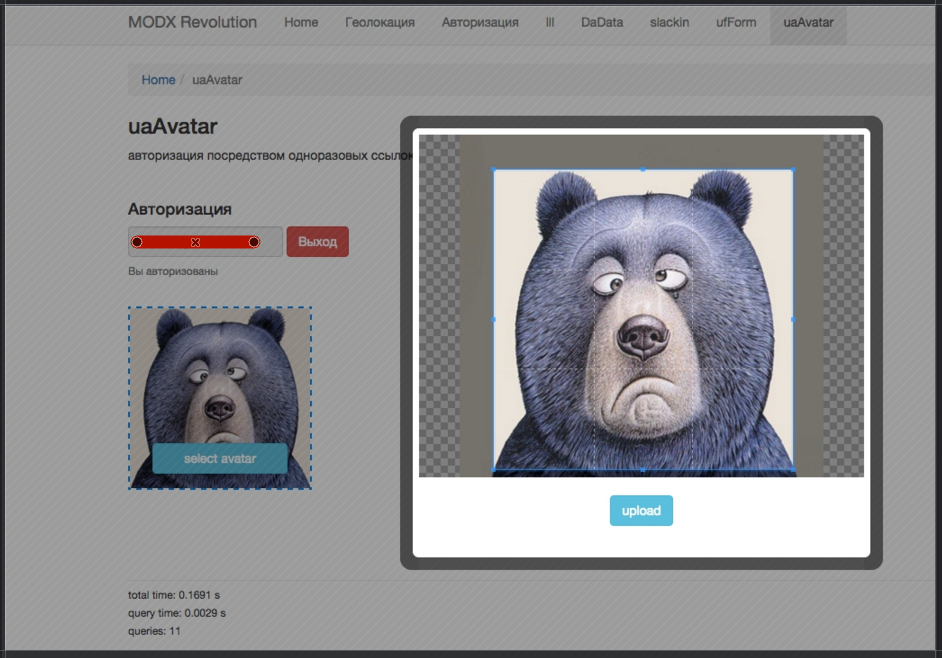 MODX Revolution Home Геолокация Авторизация lll DaData slackin ufForm uaAvatar
Home / uaAvatar
uaAvatar
авторизация посредством одноразовых ссылок
Авторизация
Выход
Вы авторизованы
select avatar
upload
total time: 0.1691 s
query time: 0.0029 s
queries: 11